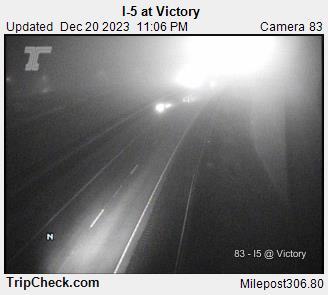 I-5 at Victory
Updated Dec 20 2023 11:06 PM Camera 83
N
83 - I5 @ Victory
TripCheck.com Milepost306.80